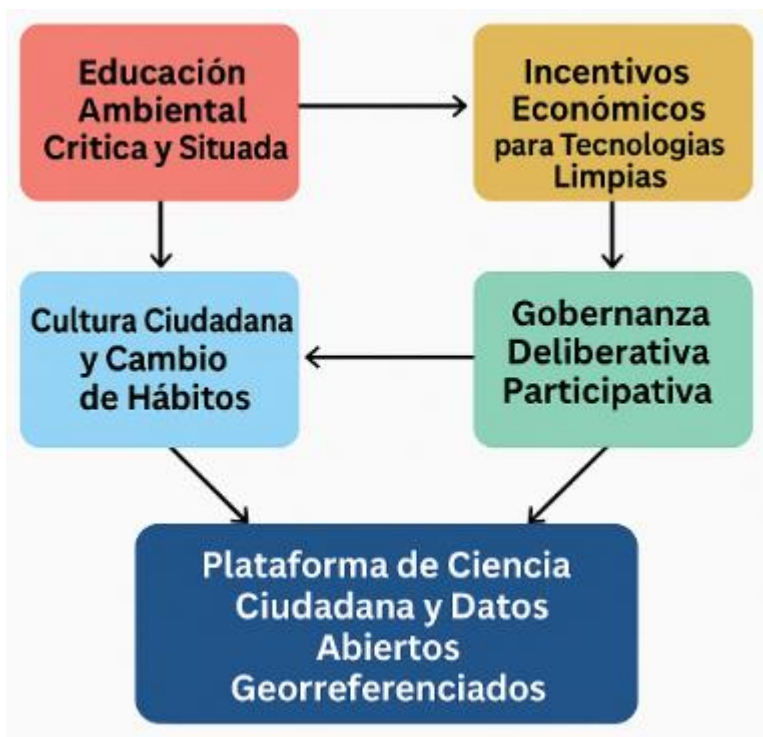 Educación
Ambiental
Critica y Situada
Incentivos
Económicos
para Tecnologias
Limpias
Cultura Ciudadana
y Cambio
de Hábitos
Gobernanza
Deliberativa
Participativa
Plataforma de Ciencia
Ciudadana y Datos
Abiertos
Georreferenciados